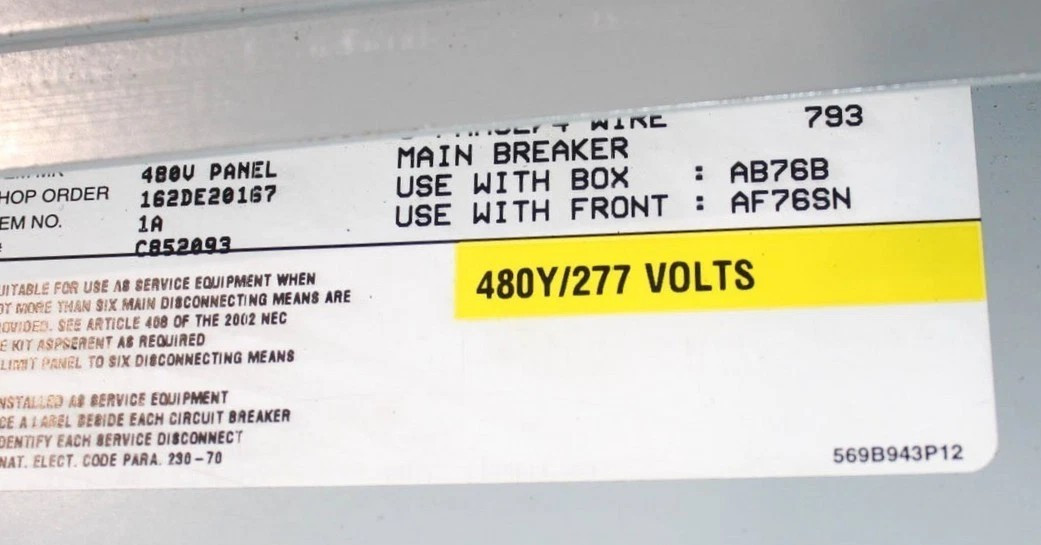 WIRE 793
480V PANEL MAIN BREAKER
HOP ORDER 162DE20167 USE WITH BOX : AB76B
EM NO. 1A USE WITH FRONT : AF76SN
C852093
480Y/277 VOLTS
UITABLE FOR USE AS SERVICE EQUIPMENT WHEN
OT MORE THAN SIX MAIN DISCONNECTING MEANS ARE
OVIDED. SEE ARTICLE 408 OF THE 2002 NEC
E KIT ASPSERENT AS REQUIRED
LIMIT PANEL TO SIX DISCONNECTING MEANS
NSTALLED AS SERVICE EQUIPMENT
CE A LABEL BESIDE EACH CIRCUIT BREAKER
DENTIFY EACH SERVICE DISCONNECT
NAT. ELECT. CODE PARA. 230-70
569B943P12